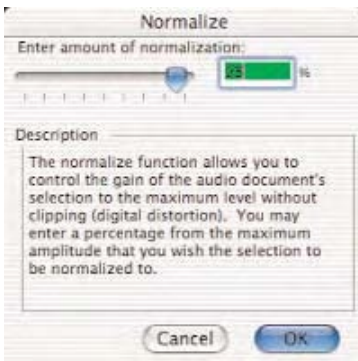 Normalize
Enter amount of normalization:
%
Description
The normalize function allows you to
control the gain of the audio document's
selection to the maximum level without
clipping (digital distortion). You may
enter a percentage from the maximum
amplitude that you wish the selection to
be normalized to.
Cancel OK